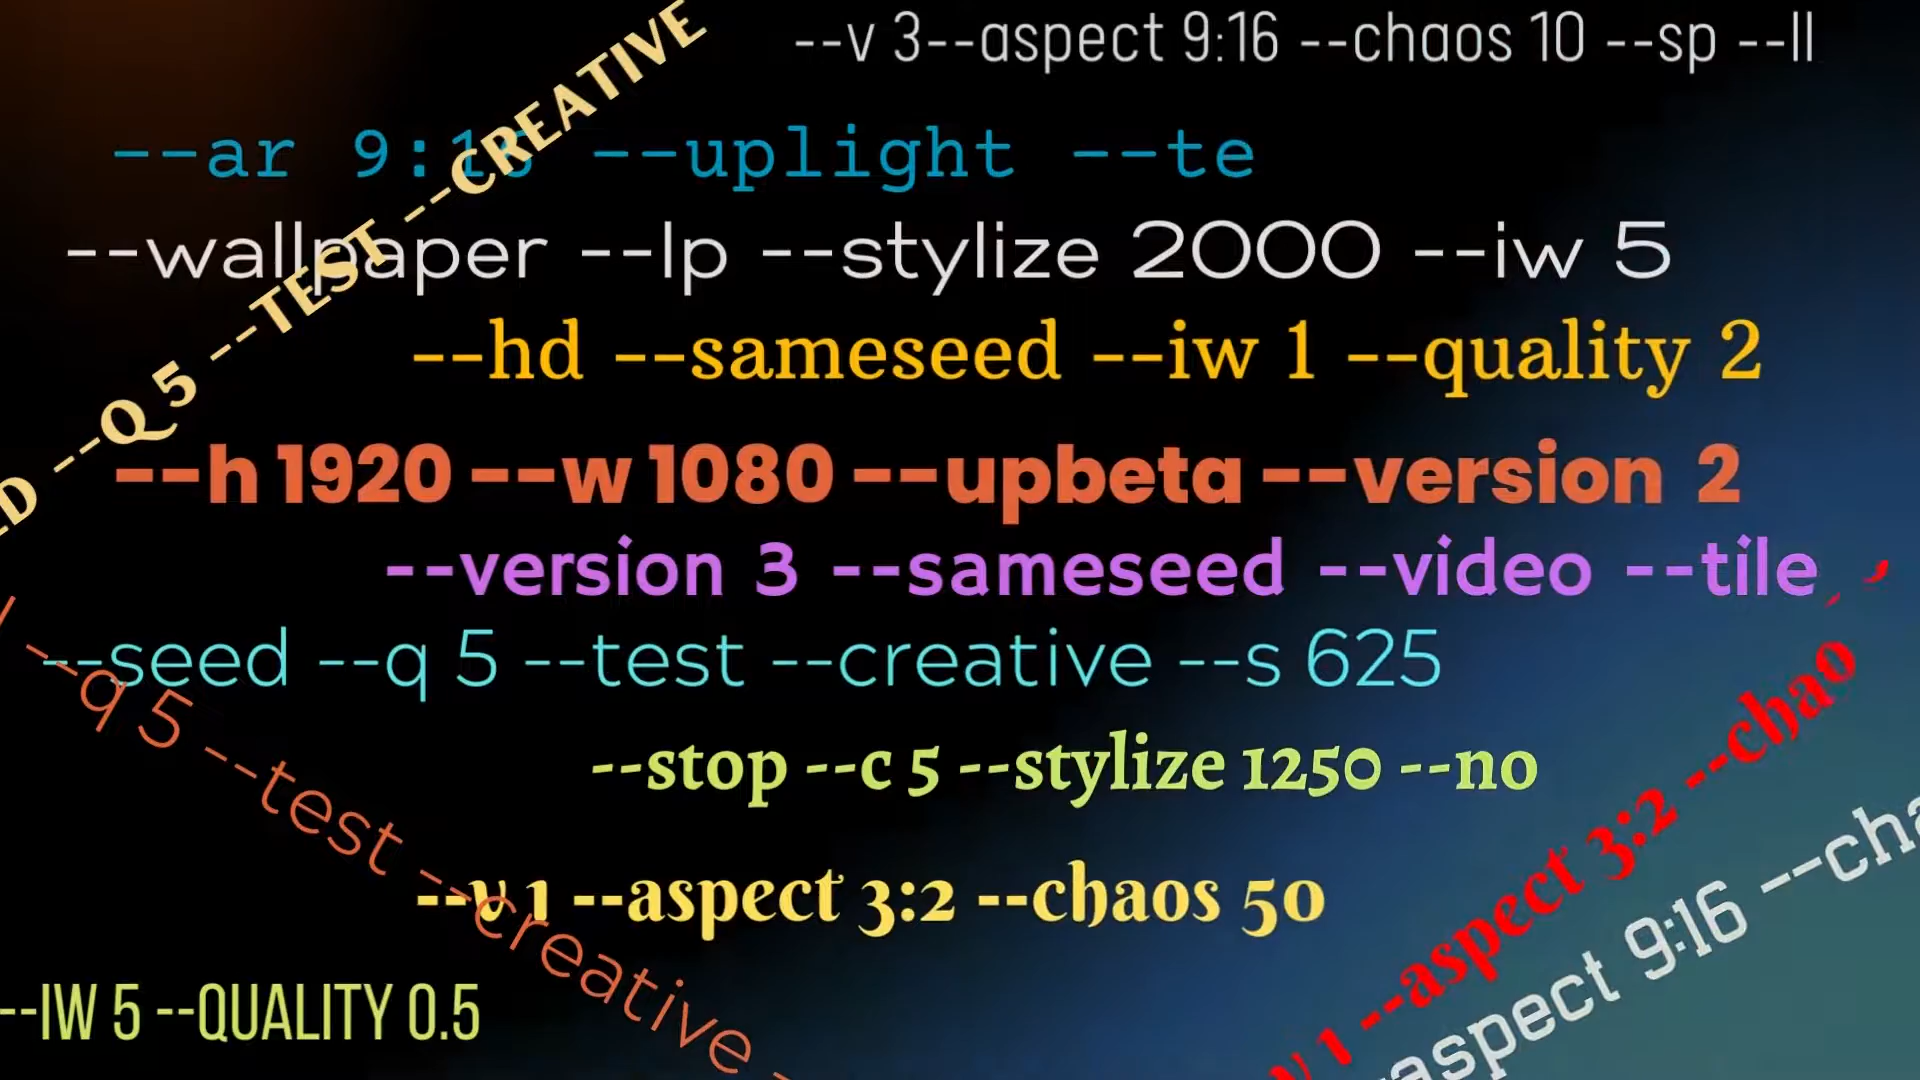 --v 3--aspect 9:16 --chaos 10 --sp --ll
--ar 9:16 --uplight --te
--wallpaper --lp --stylize 2000 --iw 5
--hd --sameseed --iw 1 --quality 2
--h 1920 --w 1080 --upbeta --version 2
--version 3 --sameseed --video --tile
--seed --q 5 --test --creative --s 625
--stop --c 5 --stylize 1250 --no
--v 1 --aspect 3:2 --chaos 50
--IW 5 --QUALITY 0.5
--Q 5 --TEST --CREATIVE
--q 5 --test --creative
v 1 --aspect 3:2 --chao
aspect 9:16 --cha